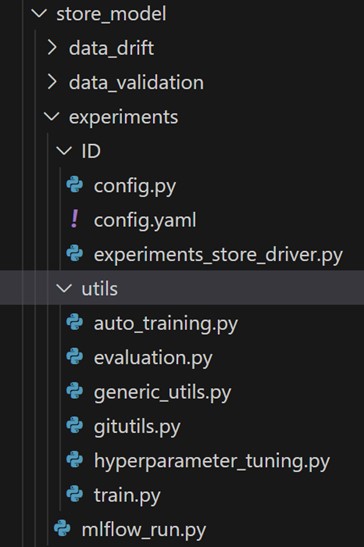 store_model
data_drift
data_validation
experiments
ID
config.py
! config.yaml
experiments_store_driver.py
utils
auto_training.py
evaluation.py
generic_utils.py
gitutils.py
hyperparameter_tuning.py
train.py
mlflow_run.py